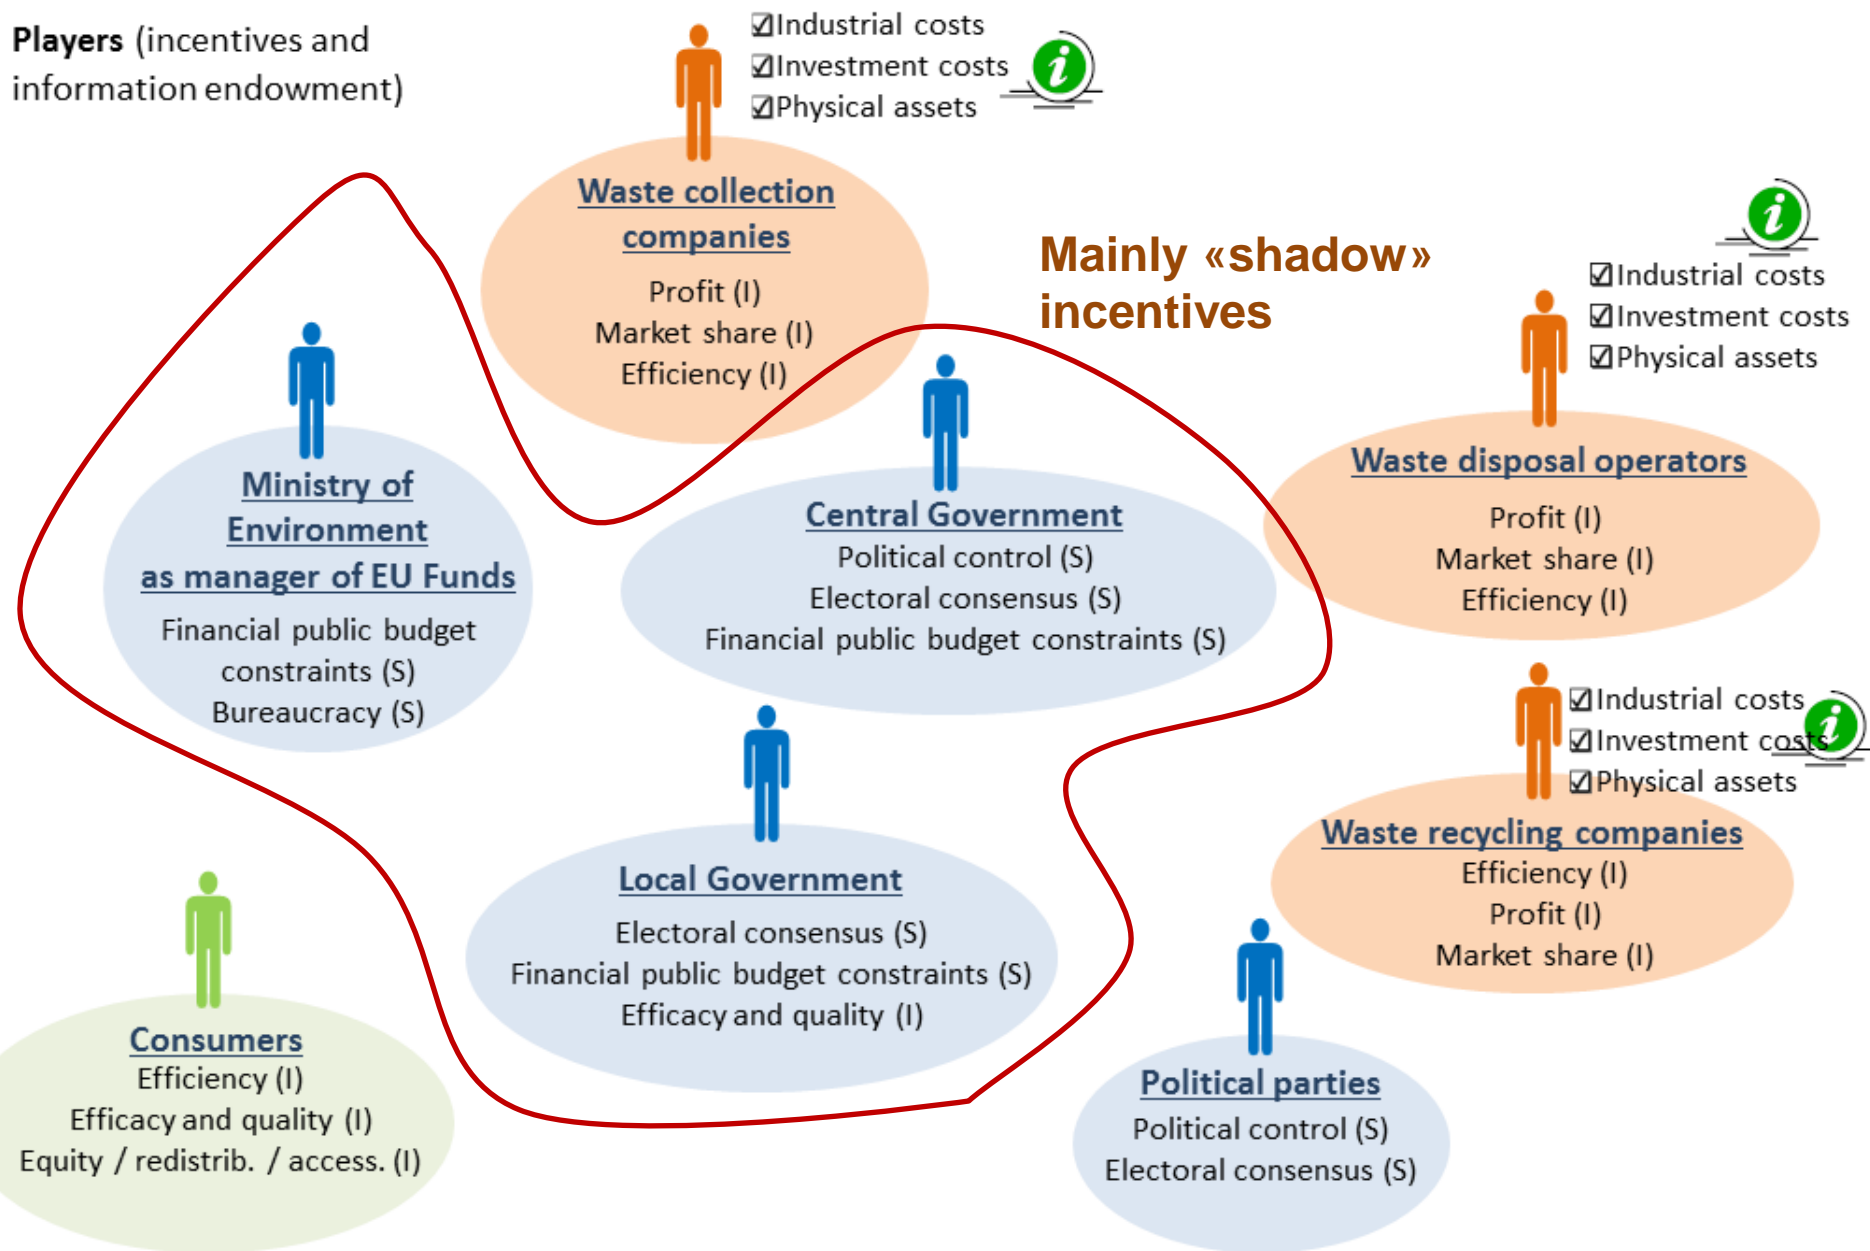 Players (incentives and
information endowment)
☑Industrial costs
☑Investment costs
☑Physical assets
i
Waste collection
companies
Profit (I)
Market share (I)
Efficiency (I)
Mainly «shadow»
incentives
i
☑Industrial costs
☑Investment costs
☑Physical assets
Waste disposal operators
Profit (I)
Market share (I)
Efficiency (I)
Ministry of
Environment
as manager of EU Funds
Financial public budget
constraints (S)
Bureaucracy (S)
Central Government
Political control (S)
Electoral consensus (S)
Financial public budget constraints (S)
☑Industrial costs
☑Investment costs
☑Physical assets
i
Waste recycling companies
Efficiency (I)
Profit (I)
Market share (I)
Local Government
Electoral consensus (S)
Financial public budget constraints (S)
Efficacy and quality (I)
Consumers
Efficiency (I)
Efficacy and quality (I)
Equity / redistrib. / access. (I)
Political parties
Political control (S)
Electoral consensus (S)